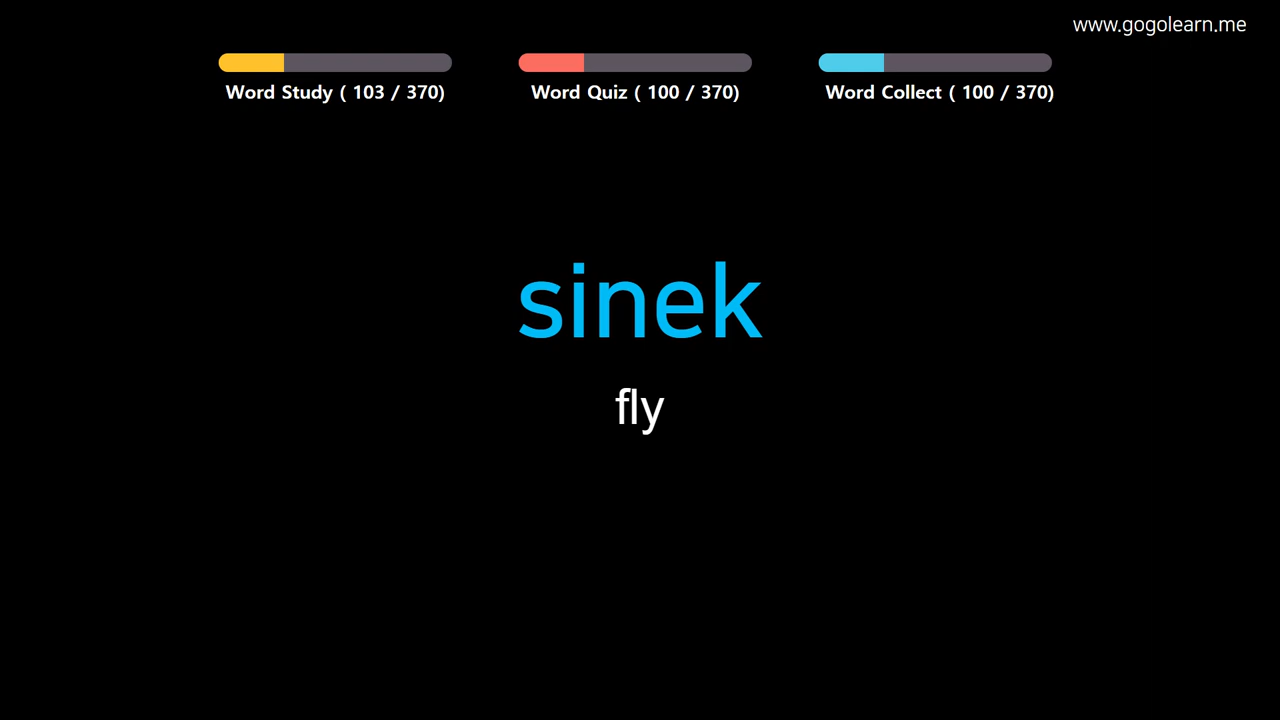 www.gogolearn.me
Word Study ( 103 / 370)
Word Quiz ( 100 / 370)
Word Collect ( 100 / 370)
sinek
fly